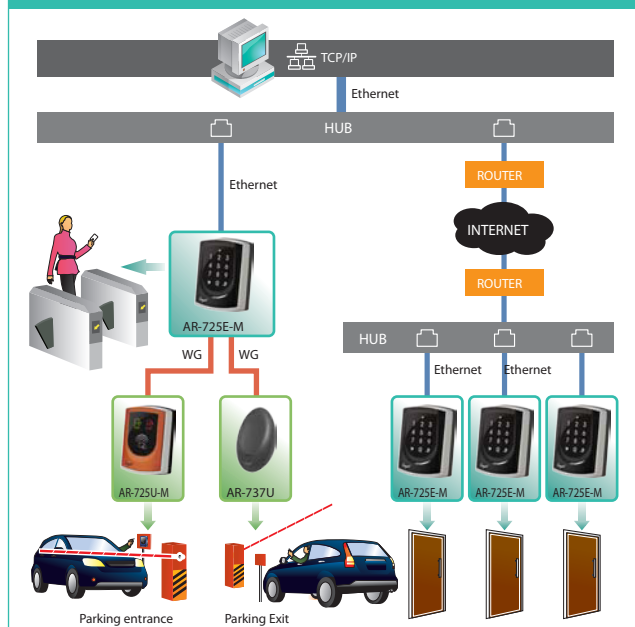 TCP/IP
Ethernet
HUB
ROUTER
Ethernet
INTERNET
ROUTER
AR-725E-M
HUB
WG WG
Ethernet Ethernet
AR-725U-M AR-737U AR-725E-M AR-725E-M AR-725E-M
Parking entrance Parking Exit